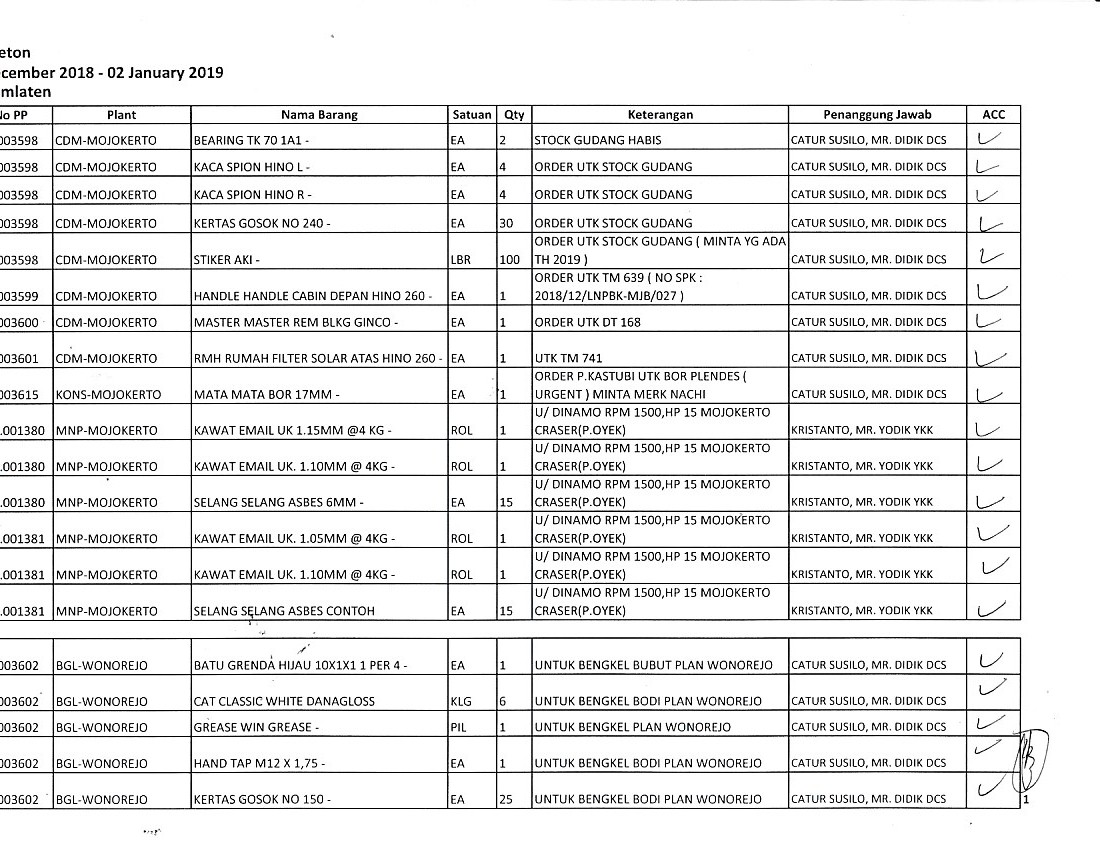 eton
ecember 2018 - 02 January 2019
mlaten
No PP Plant Nama Barang Satuan Qty Keterangan Penanggung Jawab ACC
003598 CDM-MOJOKERTO BEARING TK 70 1A1 - EA 2 STOCK GUDANG HABIS CATUR SUSILO, MR. DIDIK DCS
003598 CDM-MOJOKERTO KACA SPION HINO L - EA 4 ORDER UTK STOCK GUDANG CATUR SUSILO, MR. DIDIK DCS
003598 CDM-MOJOKERTO KACA SPION HINO R - EA 4 ORDER UTK STOCK GUDANG CATUR SUSILO, MR. DIDIK DCS
003598 CDM-MOJOKERTO KERTAS GOSOK NO 240 - EA 30 ORDER UTK STOCK GUDANG CATUR SUSILO, MR. DIDIK DCS
ORDER UTK STOCK GUDANG ( MINTA YG ADA
003598 CDM-MOJOKERTO STIKER AKI - LBR 100 TH 2019 ) CATUR SUSILO, MR. DIDIK DCS
ORDER UTK TM 639 ( NO SPK :
003599 CDM-MOJOKERTO HANDLE HANDLE CABIN DEPAN HINO 260 - EA 1 2018/12/LNPBK-MJB/027 ) CATUR SUSILO, MR. DIDIK DCS
003600 CDM-MOJOKERTO MASTER MASTER REM BLKG GINCO - EA 1 ORDER UTK DT 168 CATUR SUSILO, MR. DIDIK DCS
003601 CDM-MOJOKERTO RMH RUMAH FILTER SOLAR ATAS HINO 260 - EA 1 UTK TM 741 CATUR SUSILO, MR. DIDIK DCS
ORDER P.KASTUBI UTK BOR PLENDES (
003615 KONS-MOJOKERTO MATA MATA BOR 17MM - EA 1 URGENT ) MINTA MERK NACHI CATUR SUSILO, MR. DIDIK DCS
U/ DINAMO RPM 1500,HP 15 MOJOKERTO
.001380 MNP-MOJOKERTO KAWAT EMAIL UK 1.15MM @4 KG - ROL 1 CRASER(P.OYEK) KRISTANTO, MR. YODIK YKK
U/ DINAMO RPM 1500,HP 15 MOJOKERTO
.001380 MNP-MOJOKERTO KAWAT EMAIL UK. 1.10MM @ 4KG - ROL 1 CRASER(P.OYEK) KRISTANTO, MR. YODIK YKK
U/ DINAMO RPM 1500,HP 15 MOJOKERTO
.001380 MNP-MOJOKERTO SELANG SELANG ASBES 6MM - EA 15 CRASER(P.OYEK) KRISTANTO, MR. YODIK YKK
U/ DINAMO RPM 1500,HP 15 MOJOKERTO
.001381 MNP-MOJOKERTO KAWAT EMAIL UK. 1.05MM @ 4KG - ROL 1 CRASER(P.OYEK) KRISTANTO, MR. YODIK YKK
U/ DINAMO RPM 1500,HP 15 MOJOKERTO
.001381 MNP-MOJOKERTO KAWAT EMAIL UK. 1.10MM @ 4KG - ROL 1 CRASER(P.OYEK) KRISTANTO, MR. YODIK YKK
U/ DINAMO RPM 1500,HP 15 MOJOKERTO
.001381 MNP-MOJOKERTO SELANG SELANG ASBES CONTOH EA 15 CRASER(P.OYEK) KRISTANTO, MR. YODIK YKK
003602 BGL-WONOREJO BATU GRENDA HIJAU 10X1X1 1 PER 4 - EA 1 UNTUK BENGKEL BUBUT PLAN WONOREJO CATUR SUSILO, MR. DIDIK DCS
003602 BGL-WONOREJO CAT CLASSIC WHITE DANAGLOSS KLG 6 UNTUK BENGKEL BODI PLAN WONOREJO CATUR SUSILO, MR. DIDIK DCS
003602 BGL-WONOREJO GREASE WIN GREASE - PIL 1 UNTUK BENGKEL PLAN WONOREJO CATUR SUSILO, MR. DIDIK DCS
003602 BGL-WONOREJO HAND TAP M12 X 1,75 - EA 1 UNTUK BENGKEL BODI PLAN WONOREJO CATUR SUSILO, MR. DIDIK DCS
003602 BGL-WONOREJO KERTAS GOSOK NO 150 - EA 25 UNTUK BENGKEL BODI PLAN WONOREJO CATUR SUSILO, MR. DIDIK DCS
1